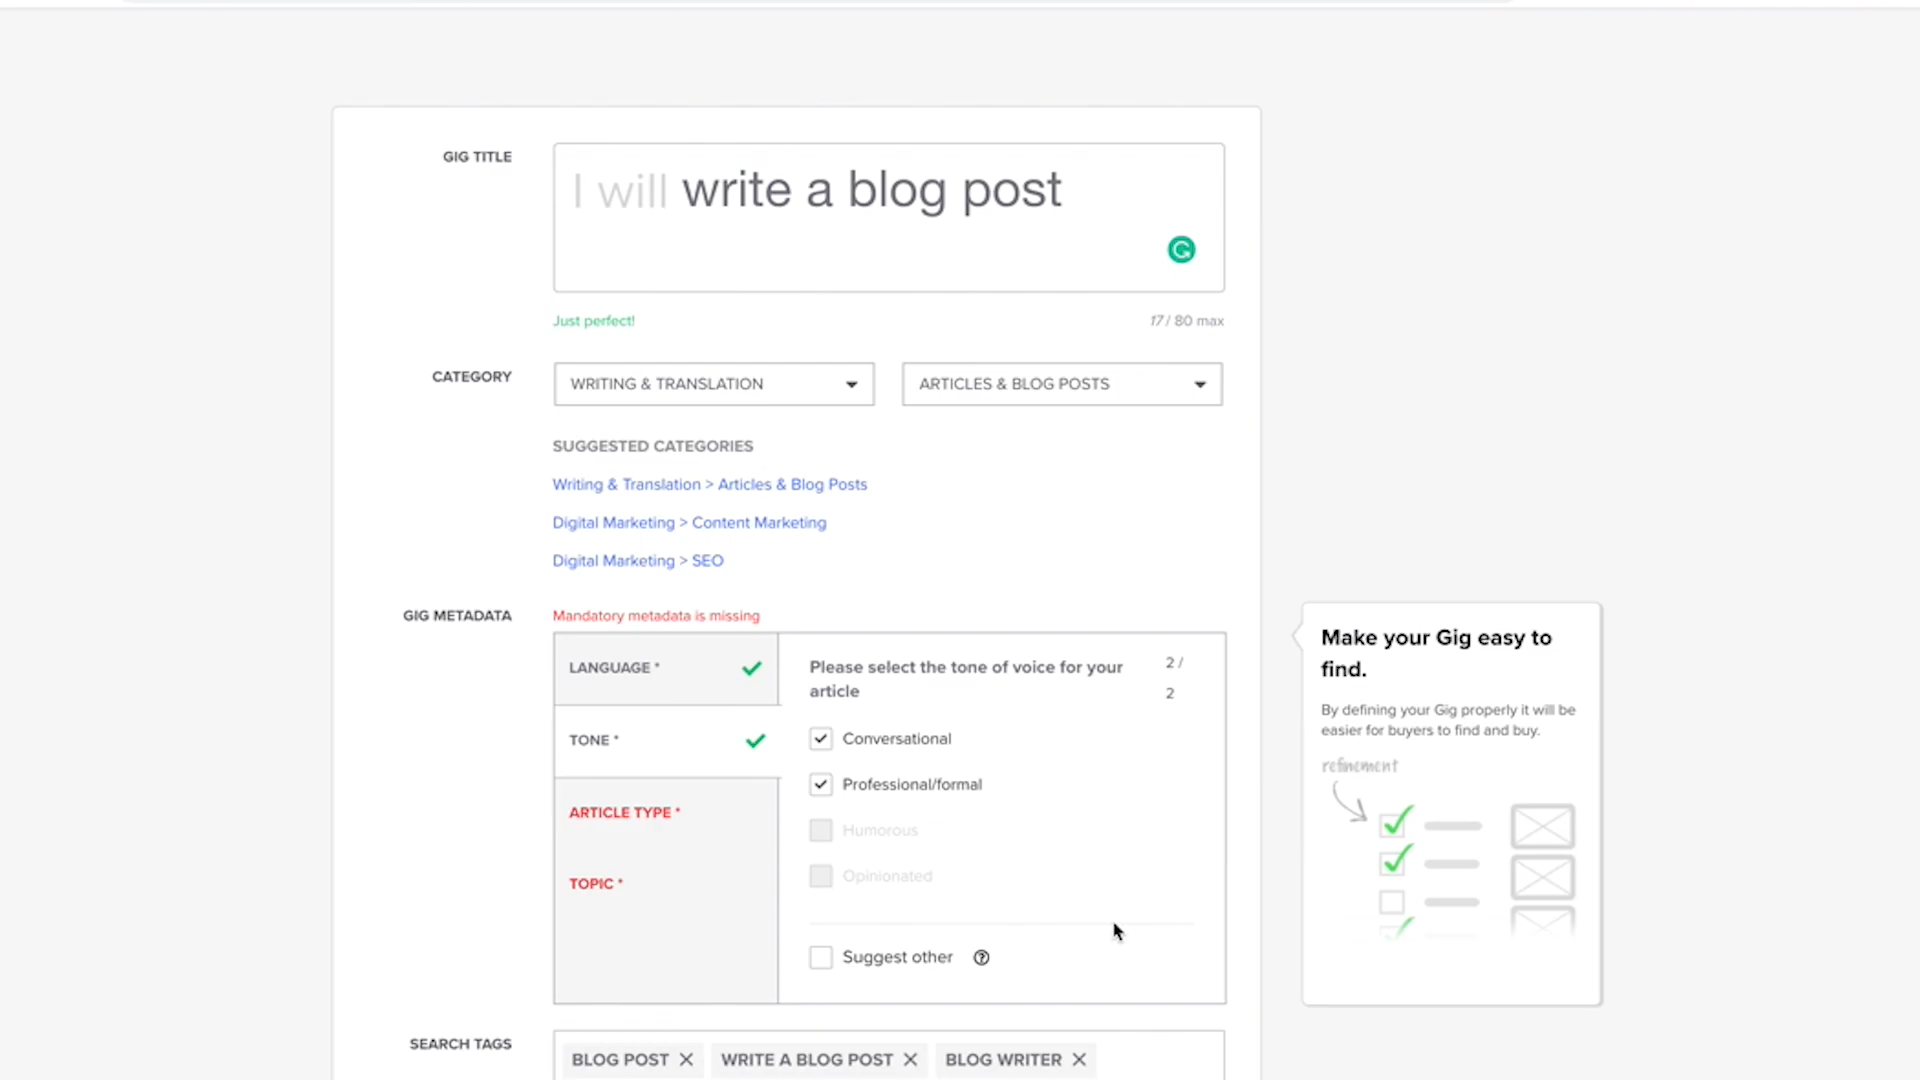 GIG TITLE
I will write a blog post
Just perfect!
17 / 80 max
CATEGORY
WRITING & TRANSLATION
ARTICLES & BLOG POSTS
SUGGESTED CATEGORIES
Writing & Translation > Articles & Blog Posts
Digital Marketing > Content Marketing
Digital Marketing > SEO
GIG METADATA
Mandatory metadata is missing
LANGUAGE *
TONE *
ARTICLE TYPE *
TOPIC *
Please select the tone of voice for your
article
2 /
2
Conversational
Professional/formal
Humorous
Opinionated
Suggest other
Make your Gig easy to
find.
By defining your Gig properly it will be
easier for buyers to find and buy.
refinement
SEARCH TAGS
BLOG POST
WRITE A BLOG POST
BLOG WRITER